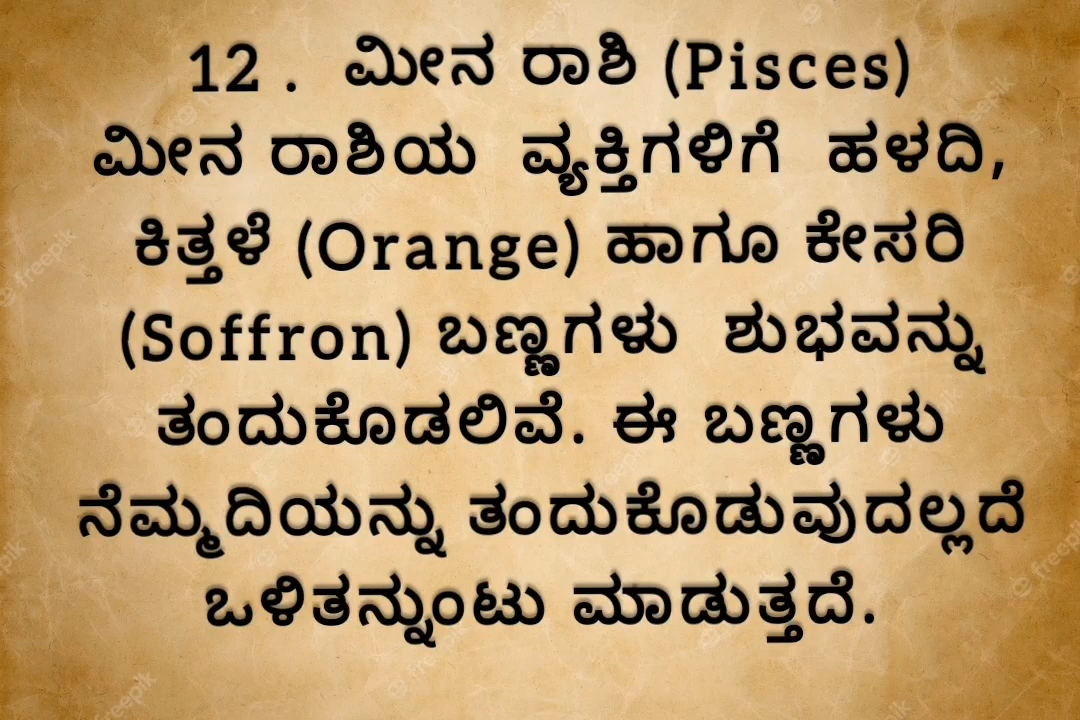 12 . ಮೀನ ರಾಶಿ (Pisces)
ಮೀನ ರಾಶಿಯ ವ್ಯಕ್ತಿಗಳಿಗೆ ಹಳದಿ,
ಕಿತ್ತಳೆ (Orange) ಹಾಗೂ ಕೇಸರಿ
(Soffron) ಬಣ್ಣಗಳು ಶುಭವನ್ನು
ತಂದುಕೊಡಲಿವೆ. ಈ ಬಣ್ಣಗಳು
ನೆಮ್ಮದಿಯನ್ನು ತಂದುಕೊಡುವುದಲ್ಲದೆ
ಒಳಿತನ್ನುಂಟು ಮಾಡುತ್ತದೆ.